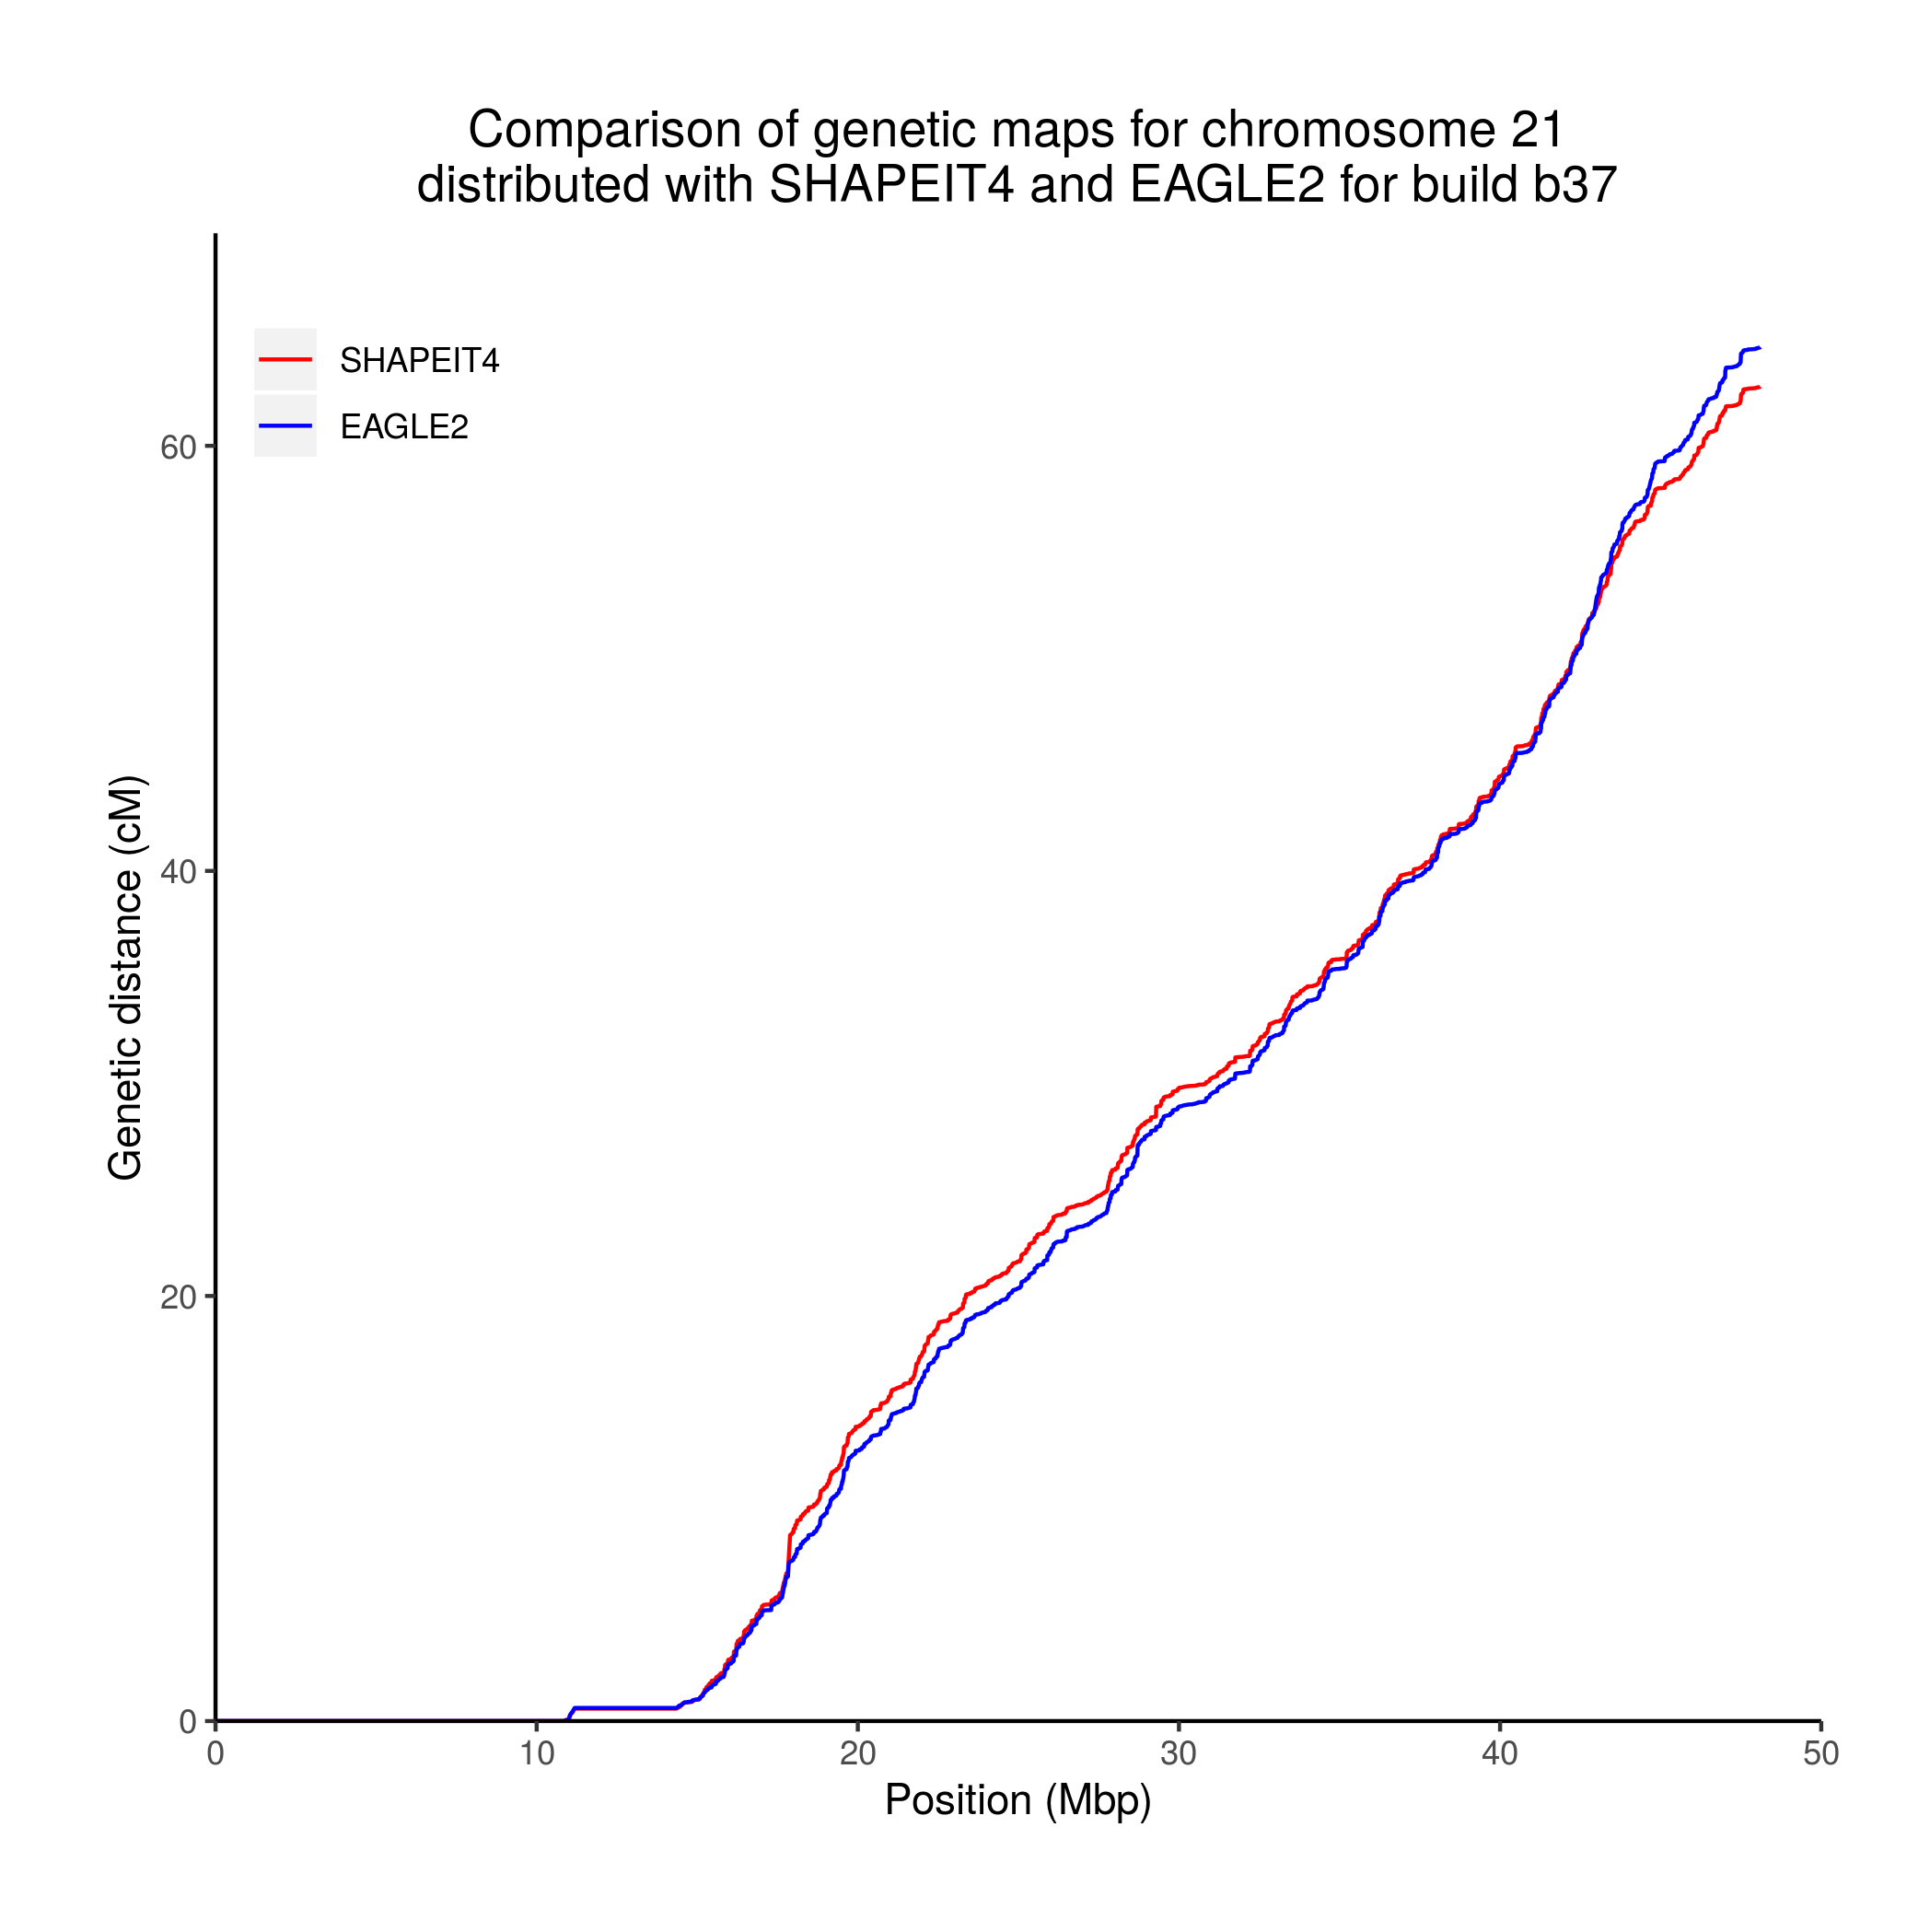 Comparison of genetic maps for chromosome 21
distributed with SHAPEIT4 and EAGLE2 for build b37
SHAPEIT4
EAGLE2
Genetic distance (cM)
60
40
20
0
0 10 20 30 40 50
Position (Mbp)